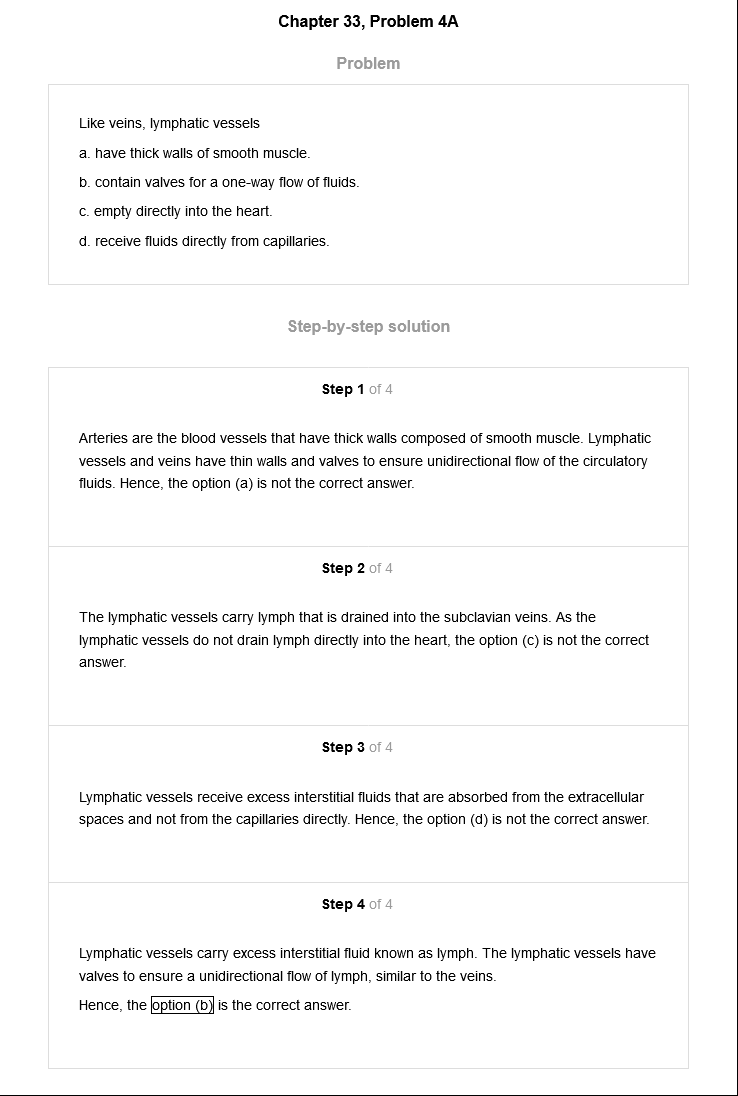 Chapter 33, Problem 4A
Problem
Like veins, lymphatic vessels
a. have thick walls of smooth muscle.
b. contain valves for a one-way flow of fluids.
c. empty directly into the heart.
d. receive fluids directly from capillaries.
Step-by-step solution
Step 1 of 4
Arteries are the blood vessels that have thick walls composed of smooth muscle. Lymphatic
vessels and veins have thin walls and valves to ensure unidirectional flow of the circulatory
fluids. Hence, the option (a) is not the correct answer.
Step 2 of 4
The lymphatic vessels carry lymph that is drained into the subclavian veins. As the
lymphatic vessels do not drain lymph directly into the heart, the option (c) is not the correct
answer.
Step 3 of 4
Lymphatic vessels receive excess interstitial fluids that are absorbed from the extracellular
spaces and not from the capillaries directly. Hence, the option (d) is not the correct answer.
Step 4 of 4
Lymphatic vessels carry excess interstitial fluid known as lymph. The lymphatic vessels have
valves to ensure a unidirectional flow of lymph, similar to the veins.
Hence, the option (b) is the correct answer.